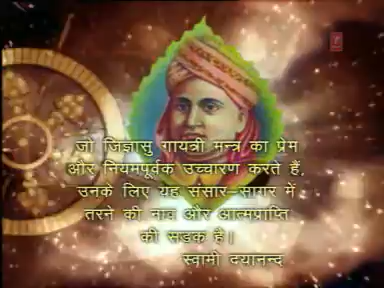 जो जिज्ञासु गायत्री मन्त्र का प्रेम
और नियमपूर्वक उच्चारण करते हैं,
उनके लिए यह संसार-सागर में
तरने की नाव और आत्मप्राप्ति
की सड़क है।
स्वामी दयानन्द